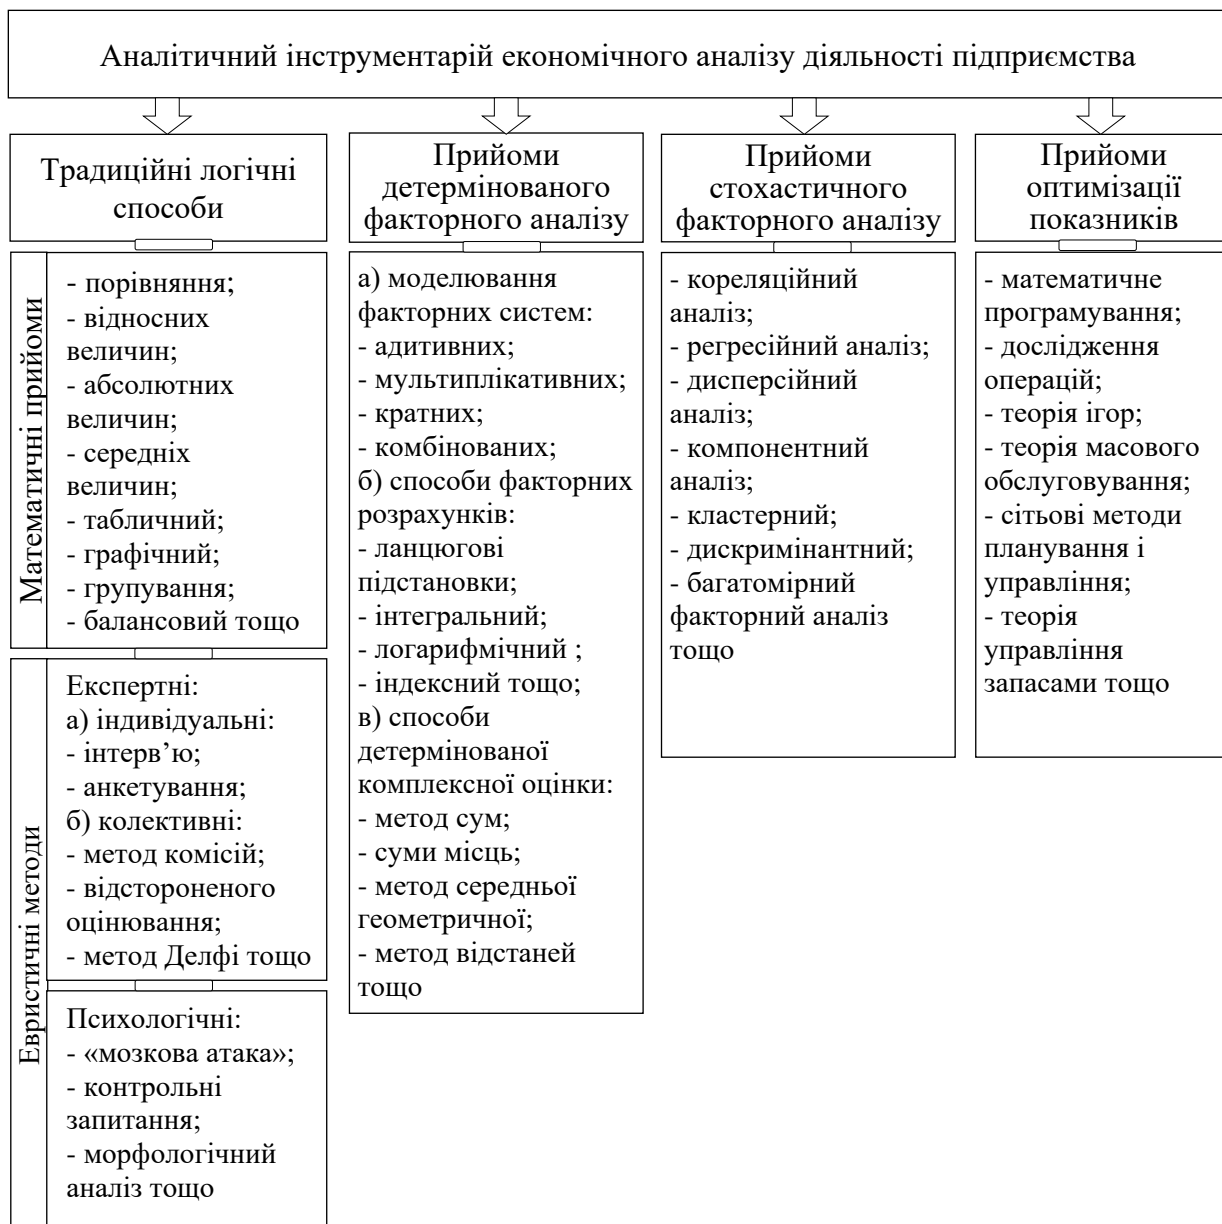 Аналітичний інструментарій економічного аналізу діяльності підприємства
Традиційні логічні
способи
Математичні прийоми
- порівняння;
- відносних
величин;
- абсолютних
величин;
- середніх
величин;
- табличний;
- графічний;
- групування;
- балансовий тощо
Евристичні методи
Експертні:
а) індивідуальні:
- інтерв’ю;
- анкетування;
б) колективні:
- метод комісій;
- відстороненого
оцінювання;
- метод Делфі тощо
Психологічні:
- «мозкова атака»;
- контрольні
запитання;
- морфологічний
аналіз тощо
Прийоми
детермінованого
факторного аналізу
а) моделювання
факторних систем:
- адитивних;
- мультиплікативних;
- кратних;
- комбінованих;
б) способи факторних
розрахунків:
- ланцюгові
підстановки;
- інтегральний;
- логарифмічний ;
- індексний тощо;
в) способи
детермінованої
комплексної оцінки:
- метод сум;
- суми місць;
- метод середньої
геометричної;
- метод відстаней
тощо
Прийоми
стохастичного
факторного аналізу
- кореляційний
аналіз;
- регресійний аналіз;
- дисперсійний
аналіз;
- компонентний
аналіз;
- кластерний;
- дискримінантний;
- багатомірний
факторний аналіз
тощо
Прийоми
оптимізації
показників
- математичне
програмування;
- дослідження
операцій;
- теорія ігор;
- теорія масового
обслуговування;
- сітьові методи
планування і
управління;
- теорія
управління
запасами тощо